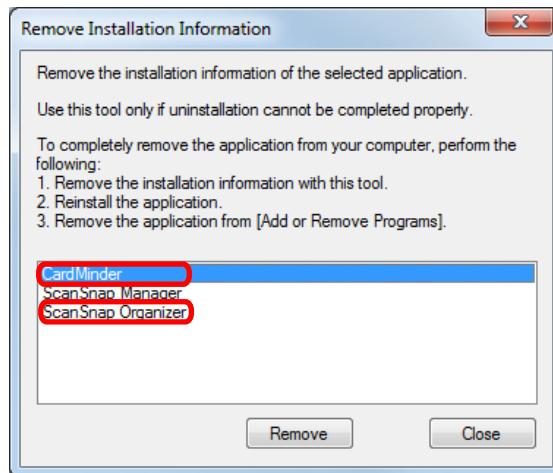 Remove Installation Information
Remove the installation information of the selected application.
Use this tool only if uninstallation cannot be completed properly.
To completely remove the application from your computer, perform the
following:
1. Remove the installation information with this tool.
2. Reinstall the application.
3. Remove the application from [Add or Remove Programs].
CardMinder
ScanSnap Manager
ScanSnap Organizer
Remove
Close